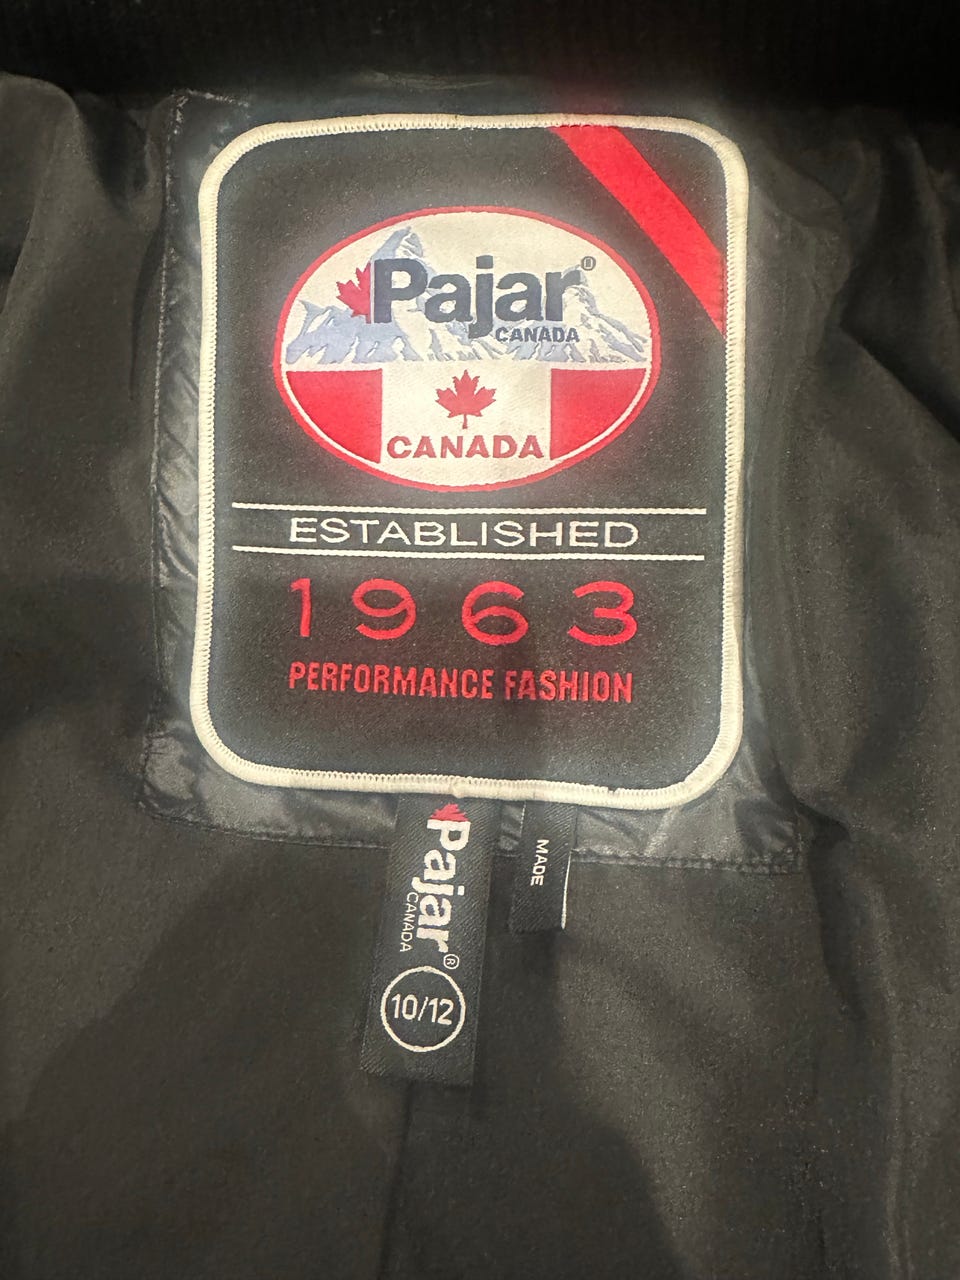 Pajar®
CANADA
CANADA
ESTABLISHED
1963
PERFORMANCE FASHION
Pajar®
CANADA
10/12
MADE